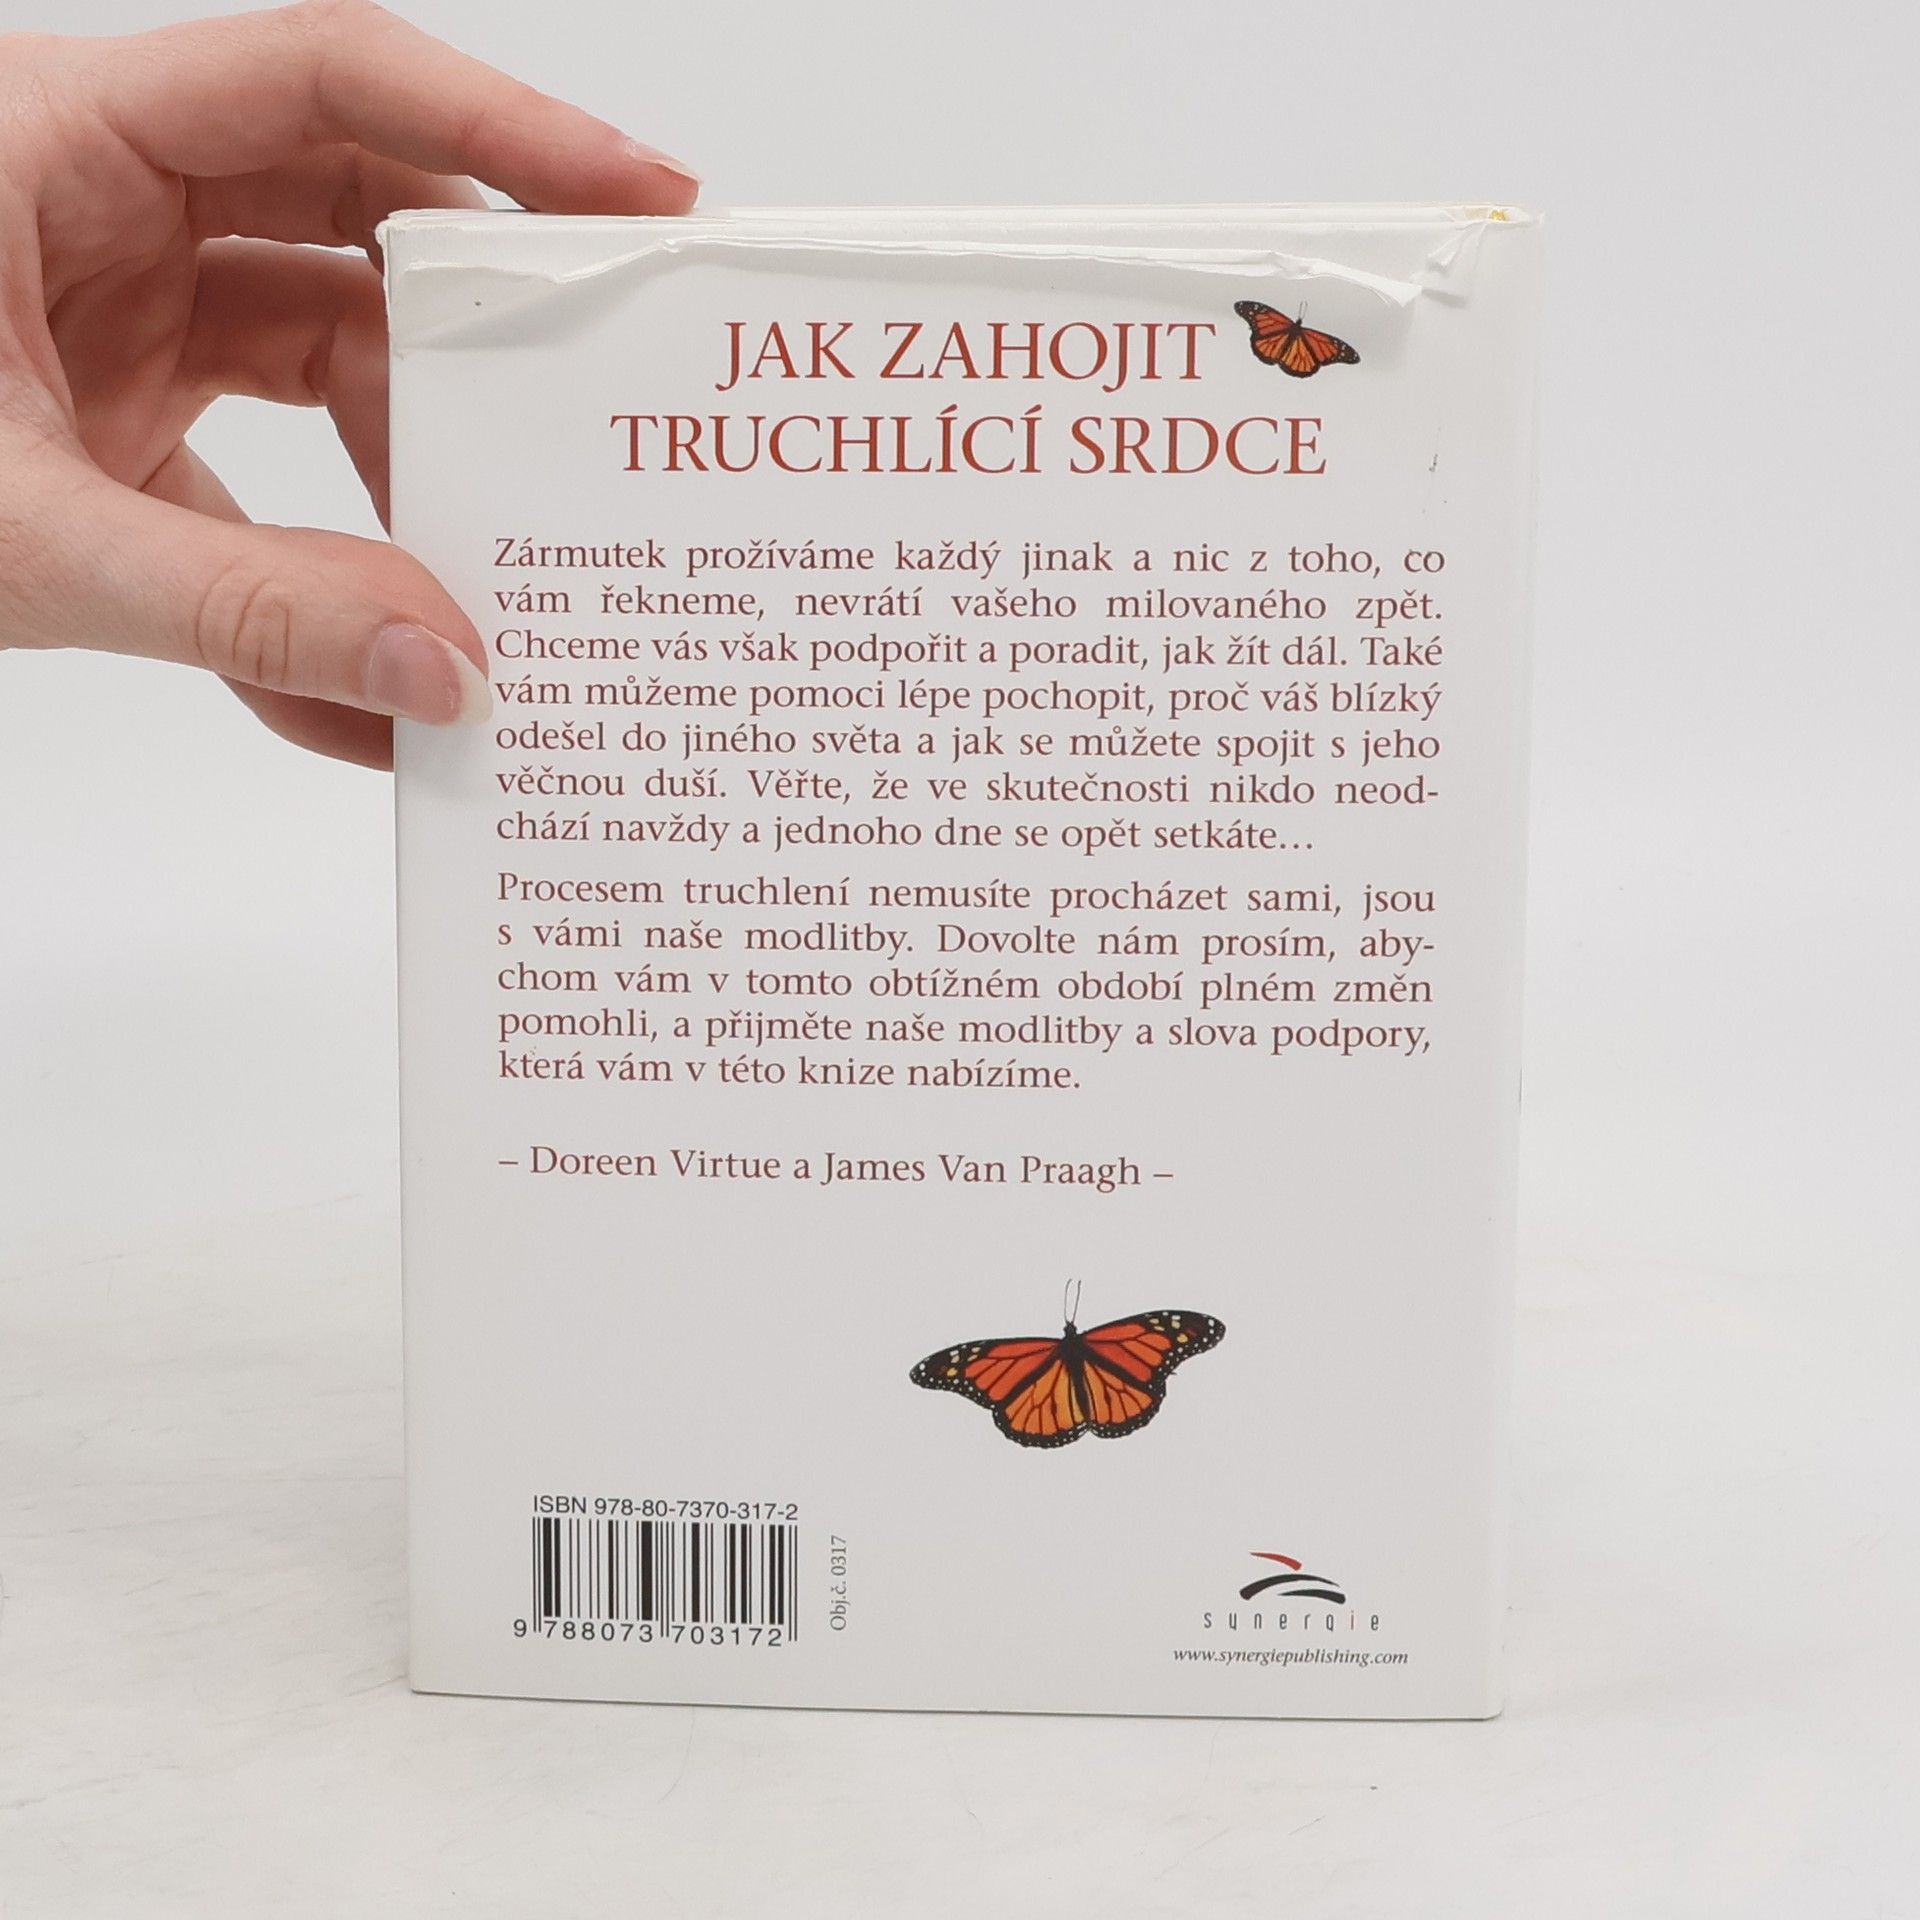 JAK ZAHOJIT
TRUCHLÍCÍ SRDCE
Zármutek prožíváme každý jinak a nic z toho, co
vám řekneme, nevrátí vašeho milovaného zpět.
Chceme vás však podpořit a poradit, jak žít dál. Také
vám můžeme pomoci lépe pochopit, proč váš blízký
odešel do jiného světa a jak se můžete spojit s jeho
věčnou duší. Věřte, že ve skutečnosti nikdo neod-
chází navždy a jednoho dne se opět setkáte...
Procesem truchlení nemusíte procházet sami, jsou
s vámi naše modlitby. Dovolte nám prosím, aby-
chom vám v tomto obtížném období plném změn
pomohli, a přijměte naše modlitby a slova podpory,
která vám v této knize nabízíme.
– Doreen Virtue a James Van Praagh –
ISBN 978-80-7370-317-2
9 788073 703172
Obj.č. 0317
synergie
www.synergiepublishing.com